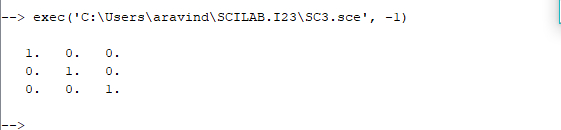 --> exec('C:\Users\aravind\SCILAB.I23\SC3.sce', -1)
1. 0. 0.
0. 1. 0.
0. 0. 1.
-->